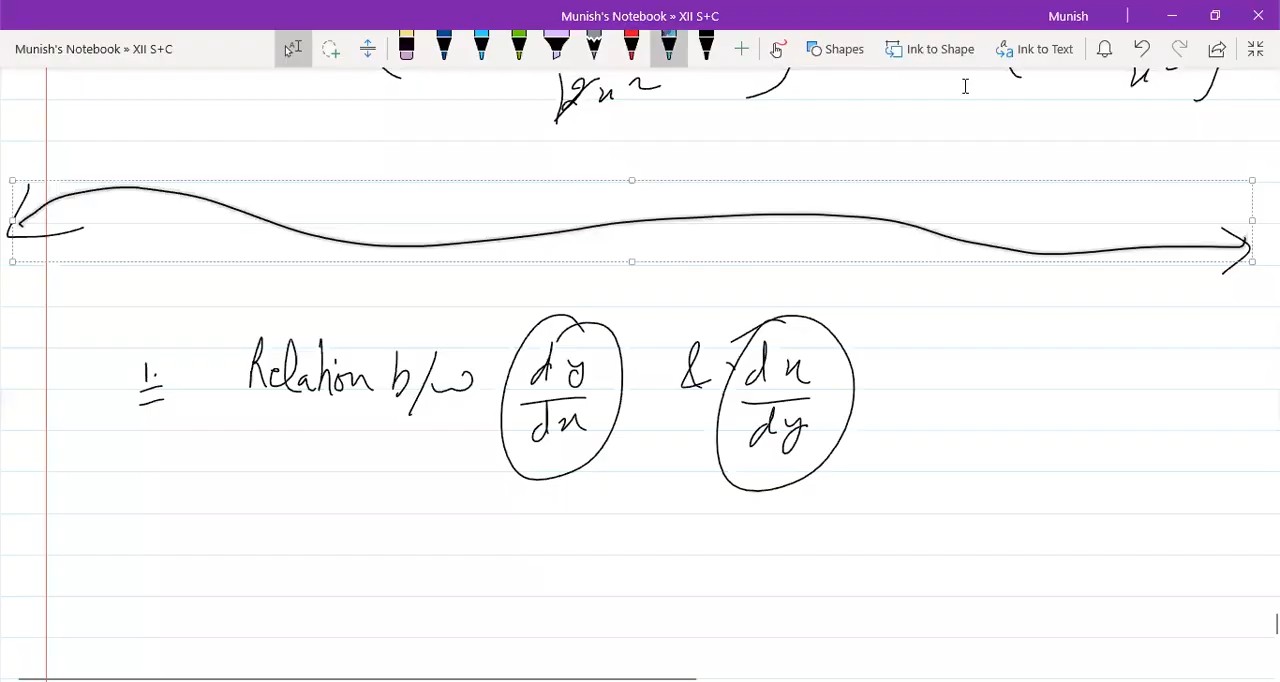 Munish's Notebook » XII S+C
Munish
Munish's Notebook » XII S+C
Shapes
Ink to Shape
Ink to Text
1. Relation b/w dy/dx & dx/dy